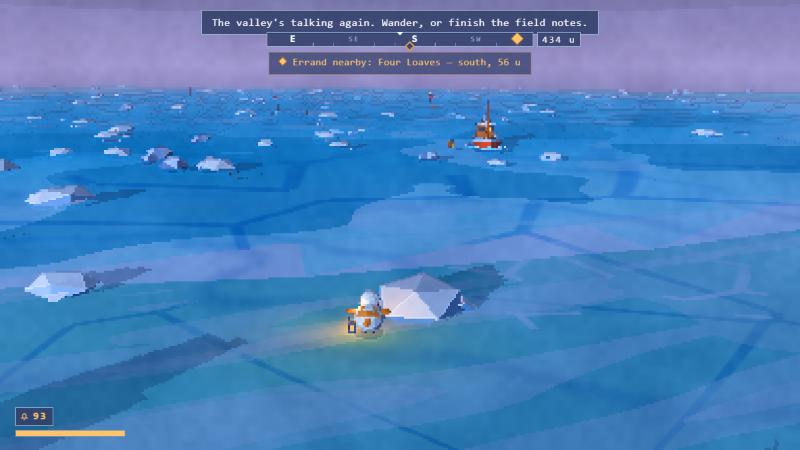 The valley's talking again. Wander, or finish the field notes.
E SE S SW 434 u
Errand nearby: Four Loaves — south, 56 u
93